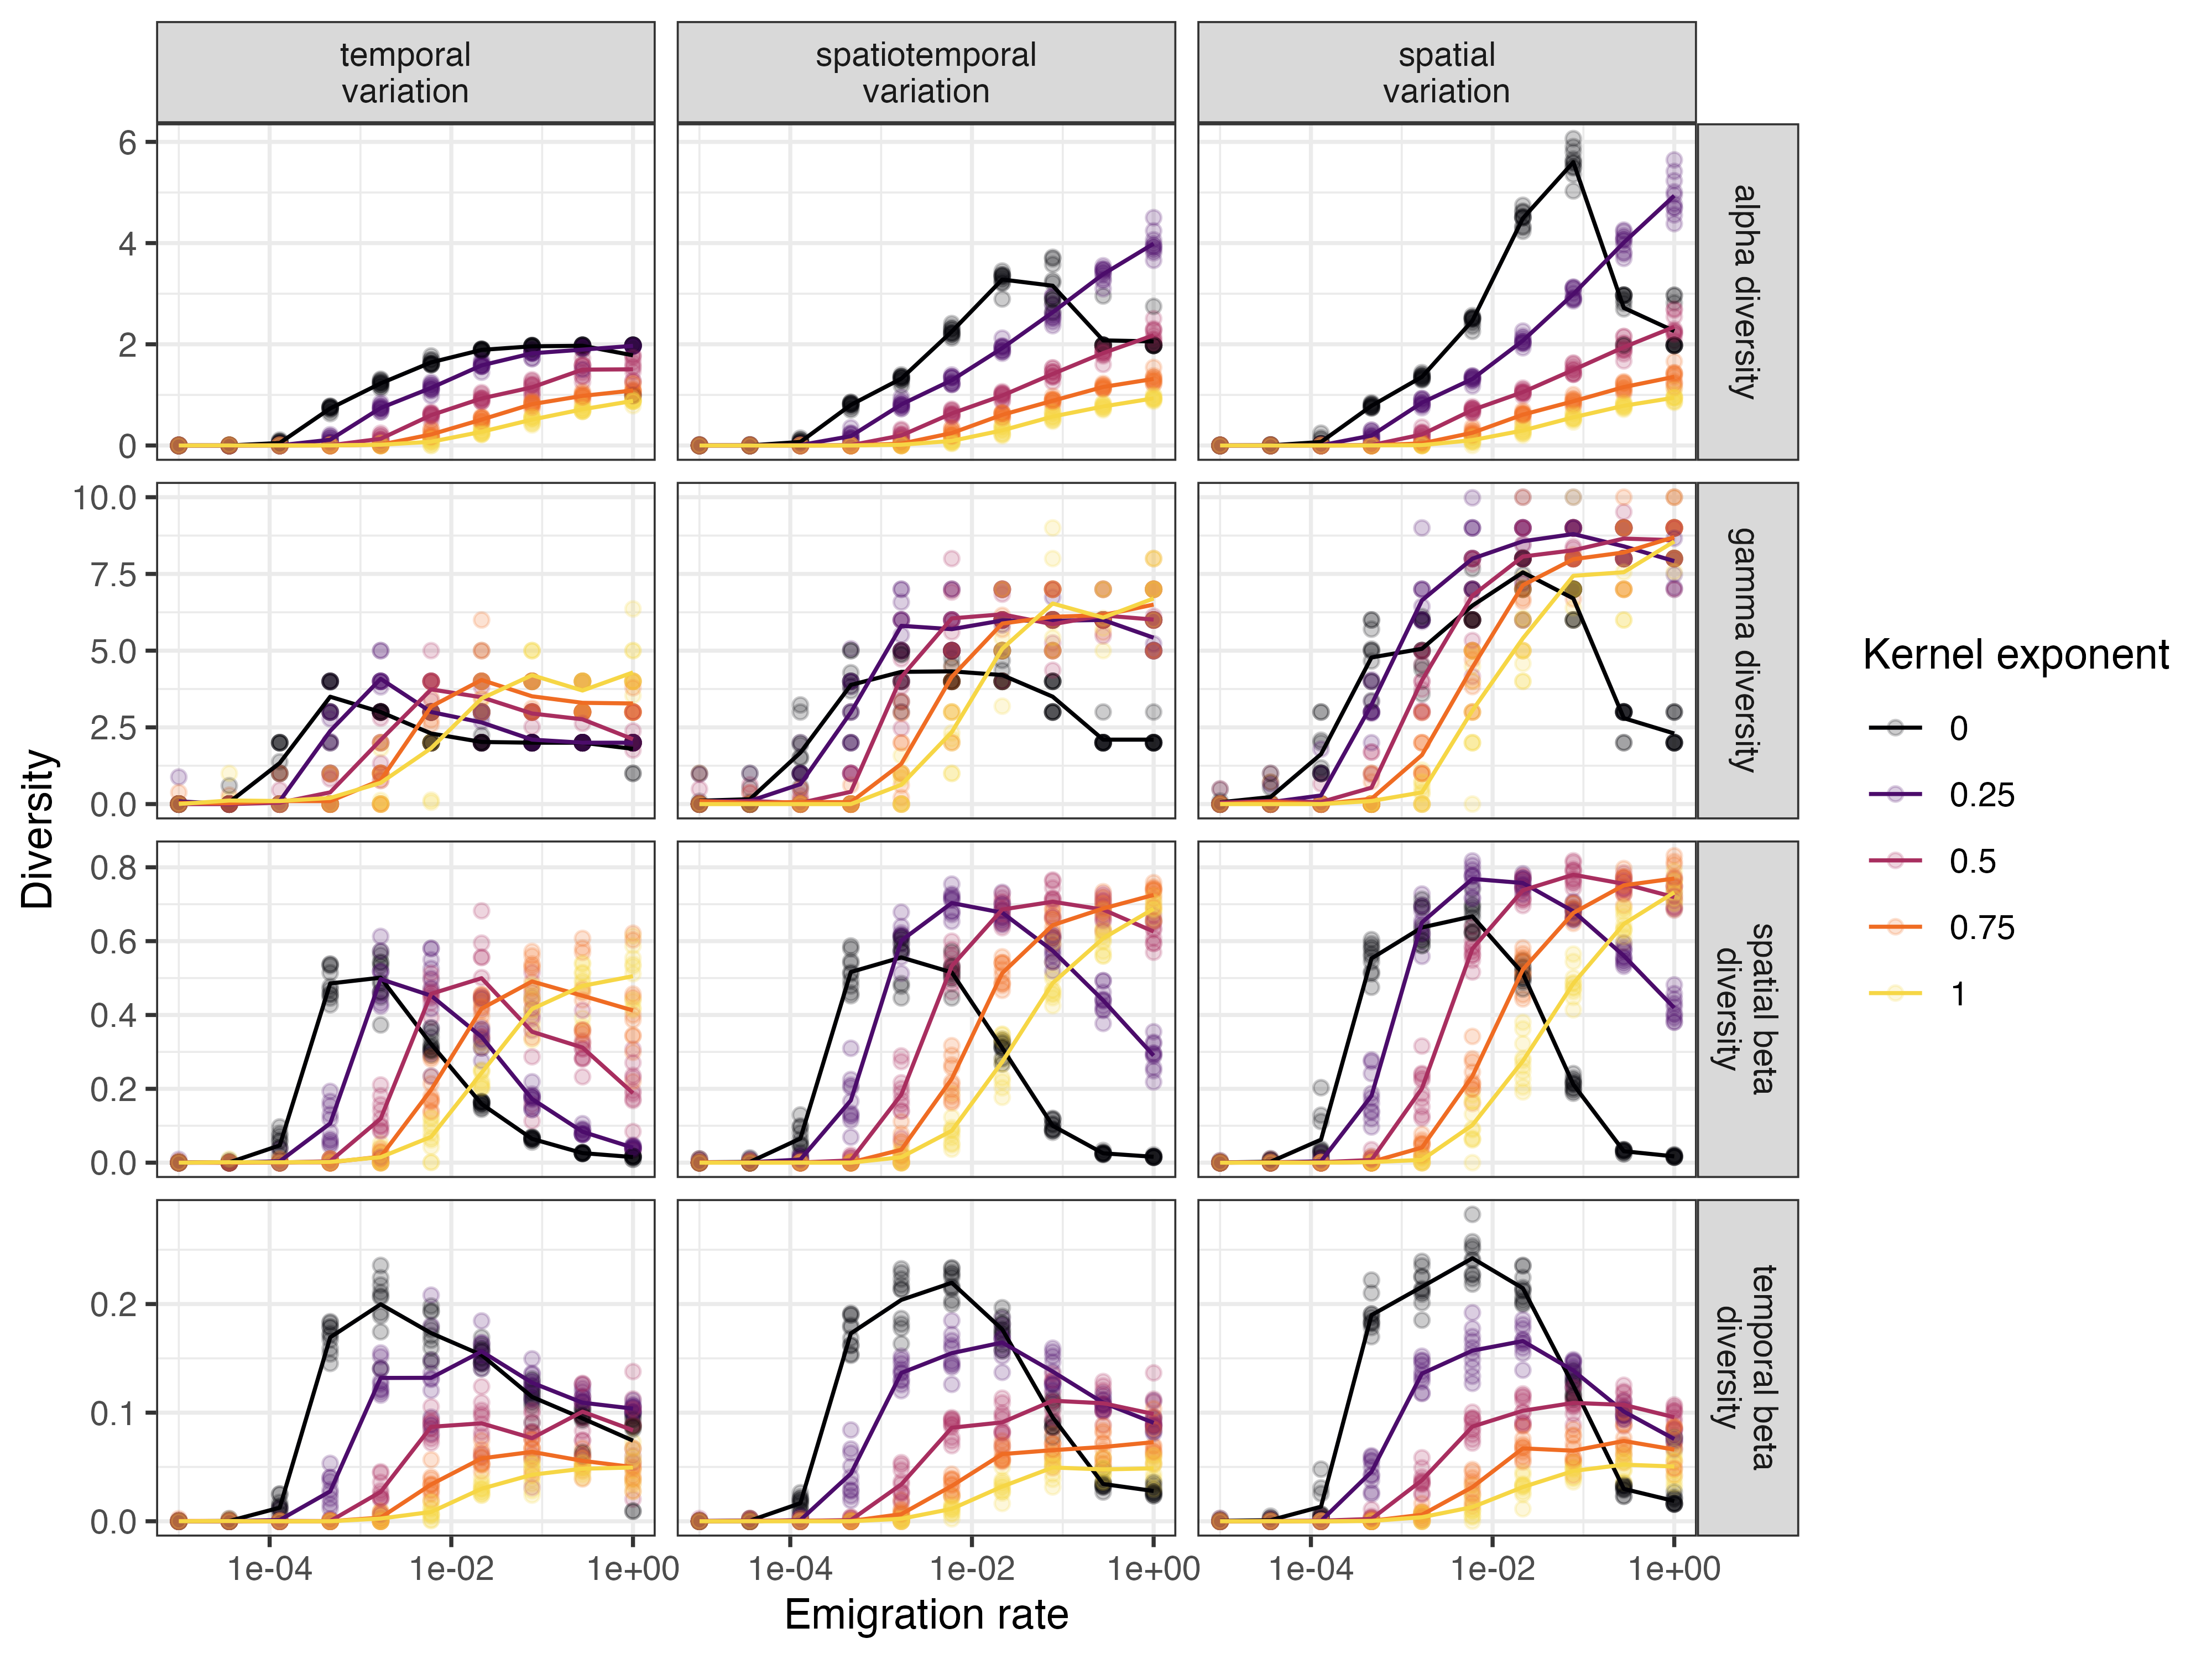 temporal
variation
spatiotemporal
variation
spatial
variation
6
4
2
0
alpha diversity
10.0
7.5
5.0
2.5
0.0
gamma diversity
0.8
0.6
0.4
0.2
0.0
spatial beta
diversity
0.2
0.1
0.0
temporal beta
diversity
Diversity
1e-04
1e-02
1e+00
1e-04
1e-02
1e+00
1e-04
1e-02
1e+00
Emigration rate
Kernel exponent
0
0.25
0.5
0.75
1